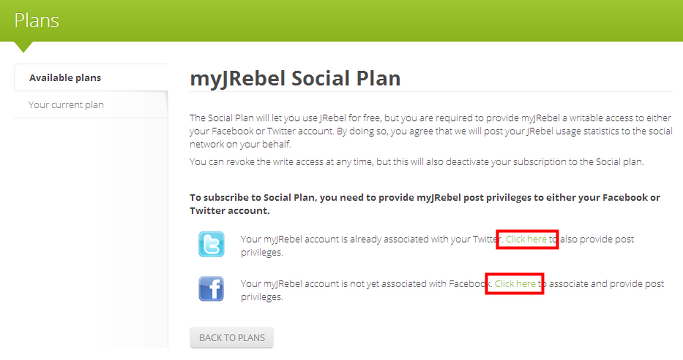 Plans
Available plans
Your current plan
myJRebel Social Plan
The Social Plan will let you use JRebel for free, but you are required to provide myJRebel a writable access to either
your Facebook or Twitter account. By doing so, you agree that we will post your JRebel usage statistics to the social
network on your behalf.
You can revoke the write access at any time, but this will also deactivate your subscription to the Social plan.
To subscribe to Social Plan, you need to provide myJRebel post privileges to either your Facebook or
Twitter account.
Your myJRebel account is already associated with your Twitter. Click here to also provide post
privileges.
Your myJRebel account is not yet associated with Facebook. Click here to associate and provide post
privileges.
BACK TO PLANS